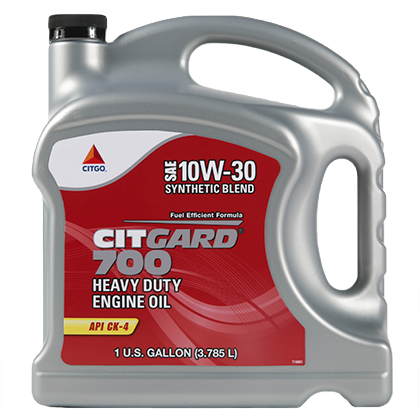 CITGO
SAE 10W-30
SYNTHETIC BLEND
Fuel Efficient Formula
CITGARD®
700
HEAVY DUTY
ENGINE OIL
API CK-4
1 U.S. GALLON (3.785 L)